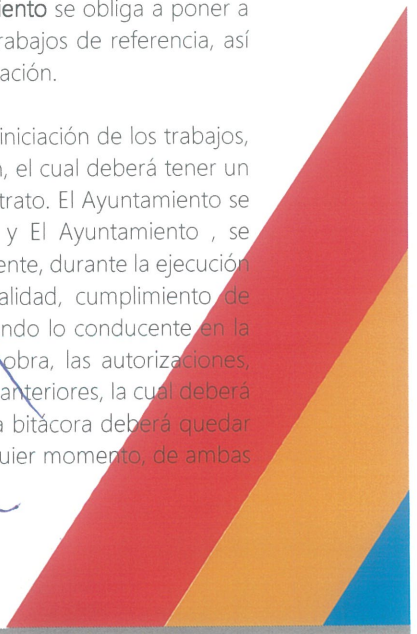 iento se obliga a poner a
rabajos de referencia, así
ación.
iniciación de los trabajos,
, el cual deberá tener un
trato. El Ayuntamiento se
y El Ayuntamiento , se
ente, durante la ejecución
alidad, cumplimiento de
ndo lo conducente en la
obra, las autorizaciones,
anteriores, la cual deberá
a bitácora deberá quedar
uier momento, de ambas